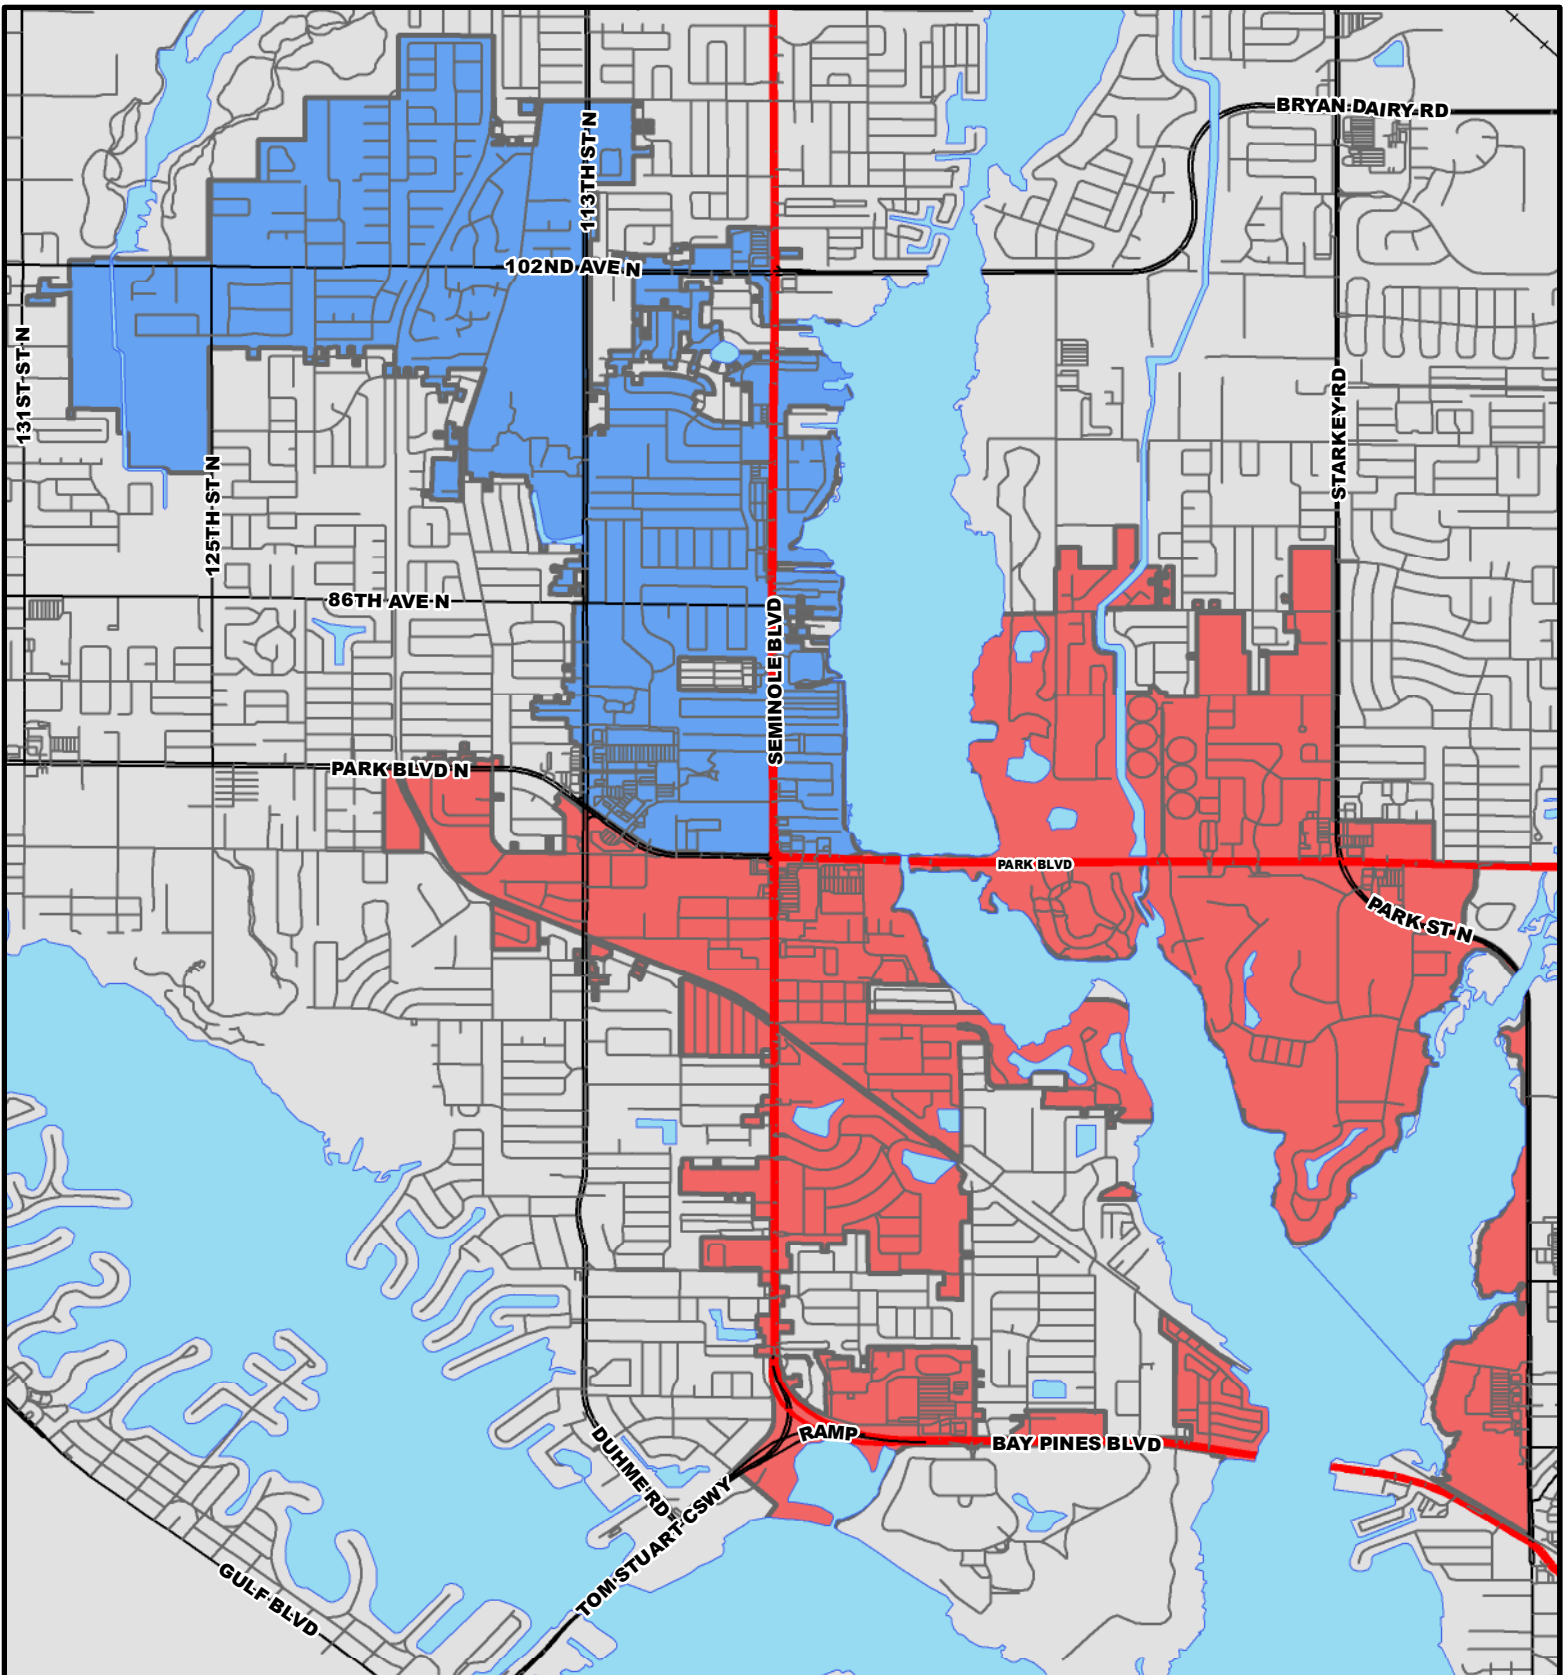 BRYAN DAIRY RD
113TH ST N
102ND AVE N
131ST ST N
STARKEY RD
125TH ST N
86TH AVE N
SEMINOLE BLVD
PARK BLVD N
PARK BLVD
PARK ST N
RAMP
BAY PINES BLVD
DUHME RD
TOM STUART CSWY
GULF BLVD